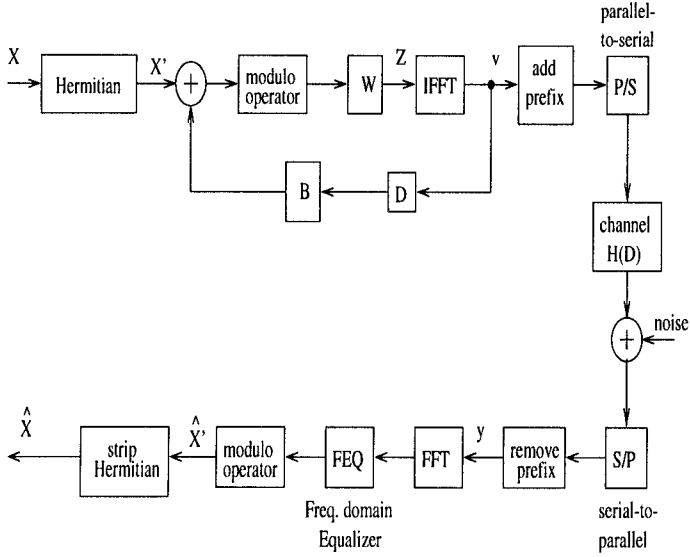 parallel-
to-serial
X
Hermitian
X'
+
modulo
operator
W
Z
IFFT
v
add
prefix
P/S
B
D
channel
H(D)
+
noise
X̂
strip
Hermitian
X̂'
modulo
operator
FEQ
FFT
y
remove
prefix
S/P
Freq. domain
Equalizer
serial-to-
parallel